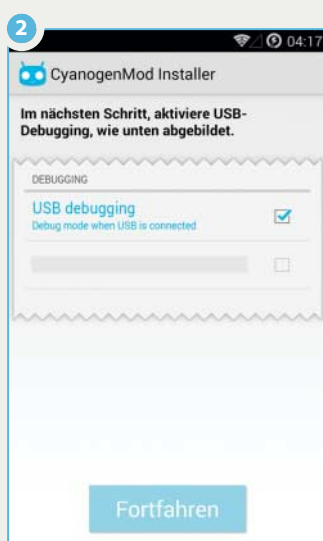 2
04:17
CyanogenMod Installer
Im nächsten Schritt, aktiviere USB-
Debugging, wie unten abgebildet.
DEBUGGING
USB debugging
Debug mode when USB is connected
Fortfahren